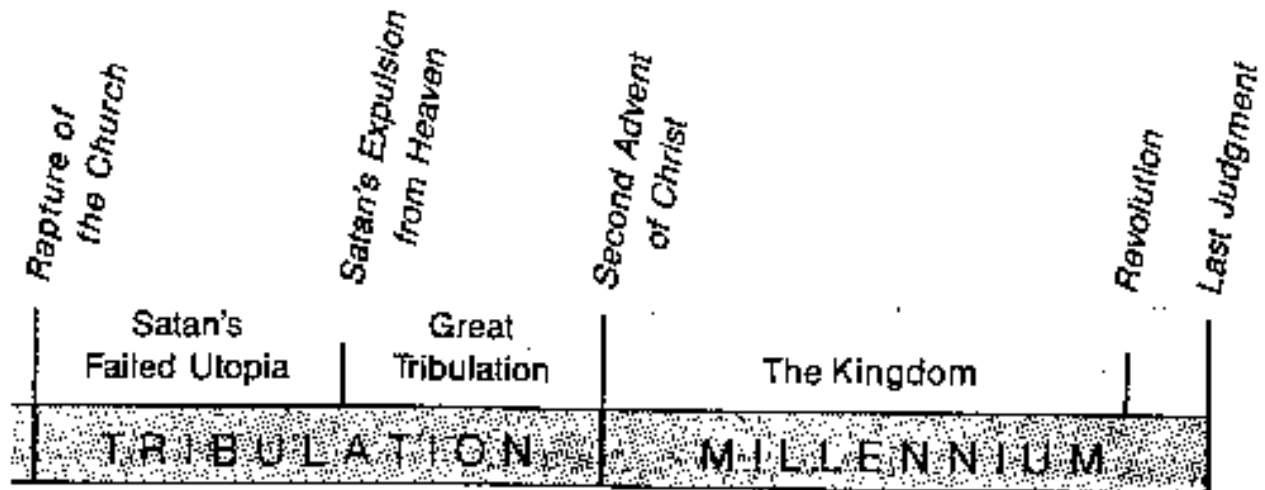 Rapture of
the Church
Satan's Expulsion
from Heaven
Second Advent
of Christ
Revolution
Last Judgment
Satan's
Failed Utopia
Great
Tribulation
The Kingdom
TRIBULATION
MILLENNIUM